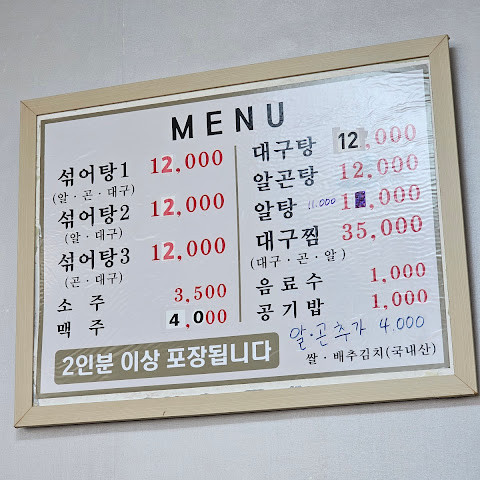 MENU
섞어탕1 12,000
(알·곤·대구)
섞어탕2 12,000
(알·대구)
섞어탕3 12,000
(곤·대구)
소주 3,500
맥주 4,000
2인분 이상 포장됩니다
대구탕 12,000
알곤탕 12,000
알탕 11.000
대구찜 35,000
(대구·곤·알)
음료수 1,000
공기밥 1,000
알·곤 추가 4.000
쌀·배추김치(국내산)